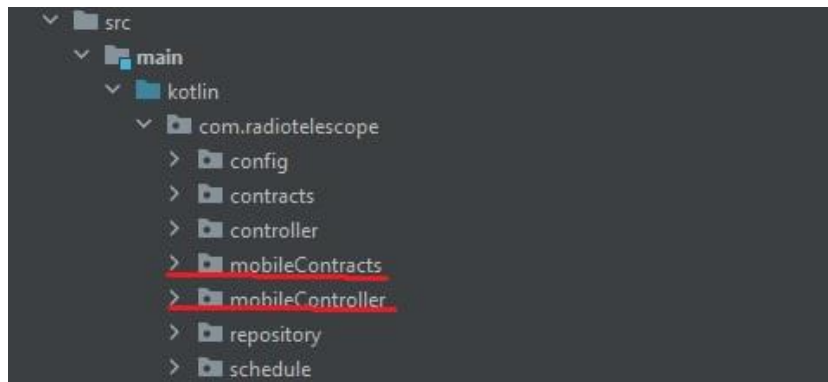 src
main
kotlin
com.radiotelescope
config
contracts
controller
mobileContracts
mobileController
repository
schedule